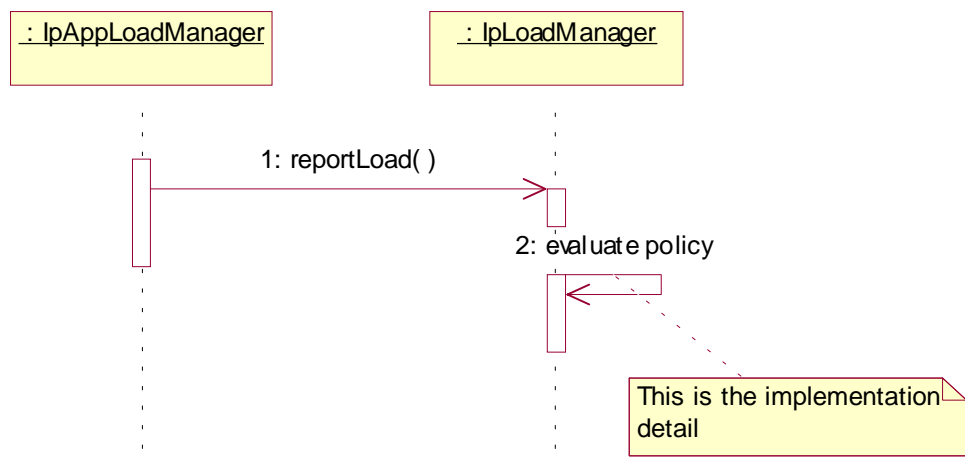 : IpAppLoadManager
: IpLoadManager
1: reportLoad( )
2: evaluate policy
This is the implementation
detail